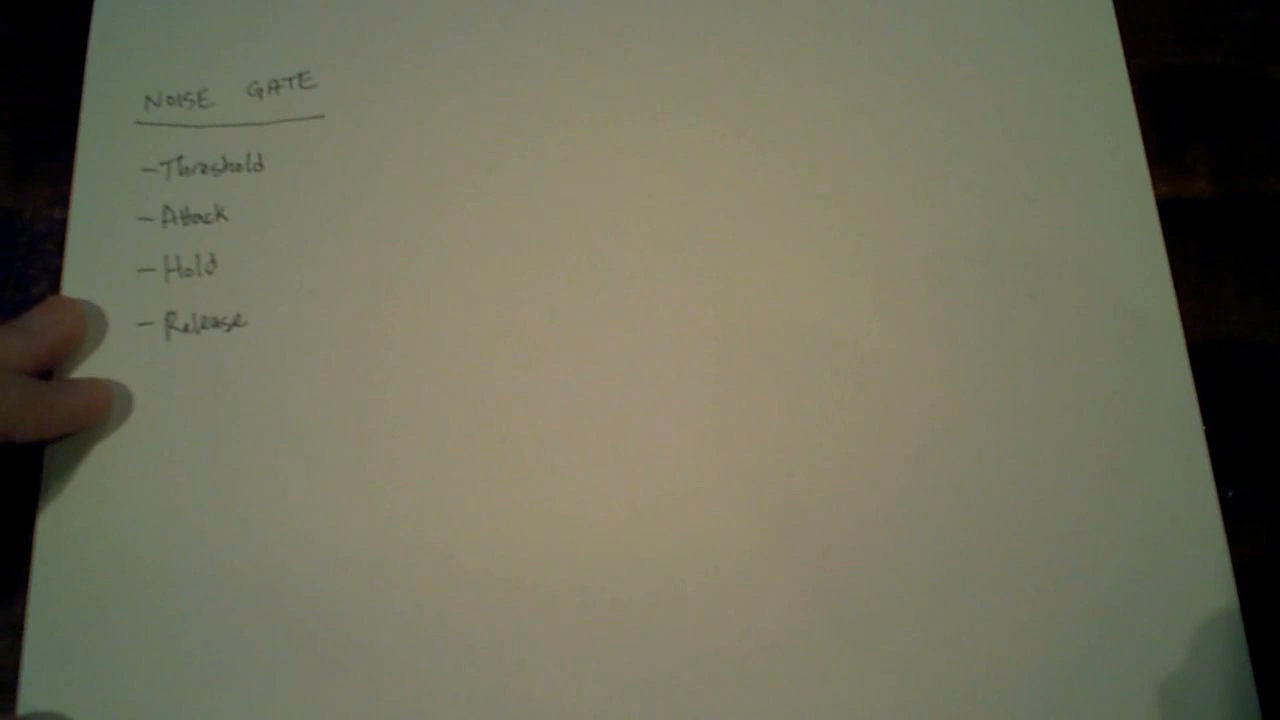 NOISE GATE
- Threshold
- Attack
- Hold
- Release